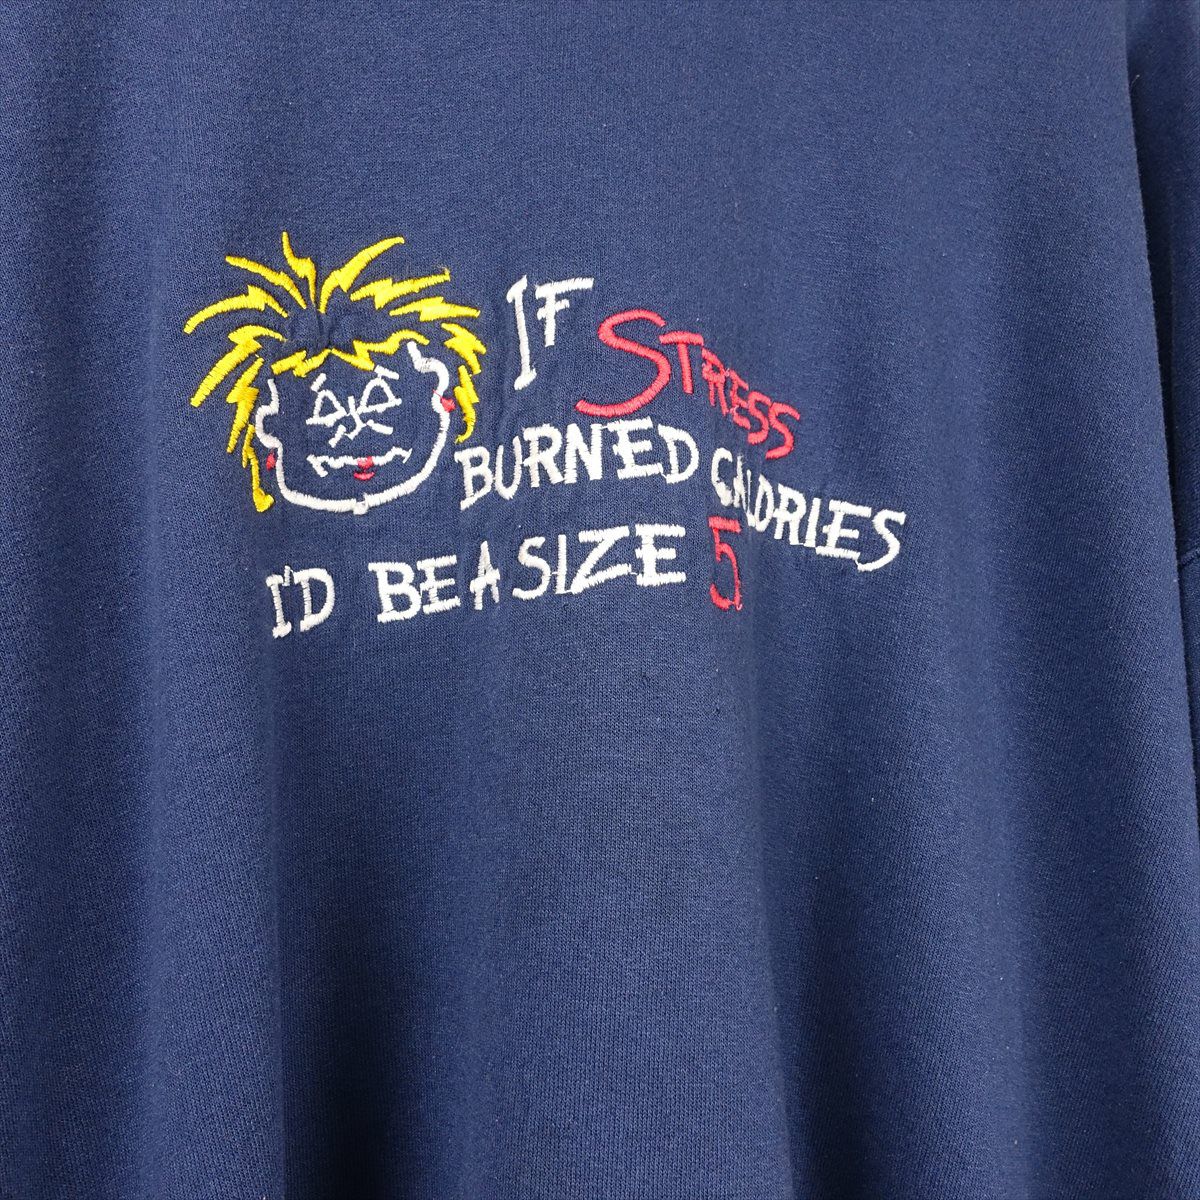 IF STRESS
BURNED CALORIES
I'D BE A SIZE 5